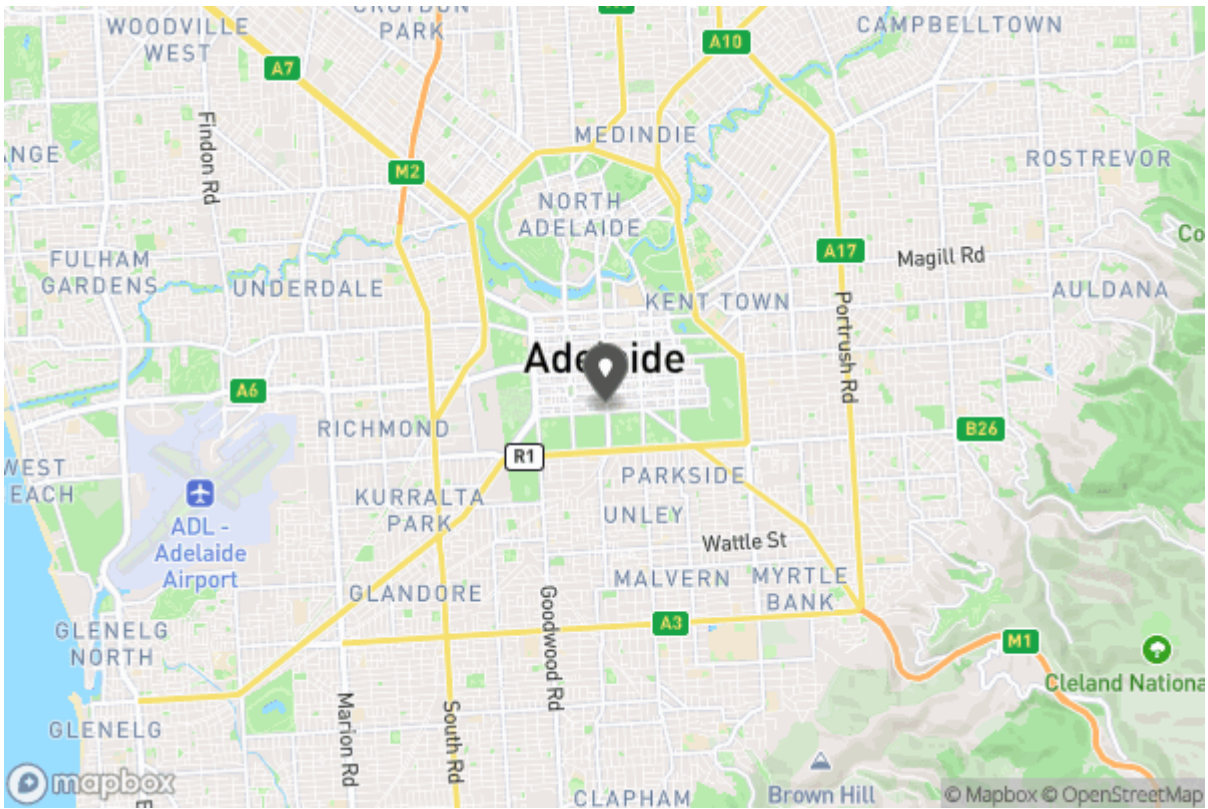 WOODVILLE
WEST
CROYDON
PARK
CAMPBELLTOWN
A10
A7
Findon Rd
MEDINDIE
ROSTREVOR
M2
NORTH
ADELAIDE
A17
Magill Rd
FULHAM
GARDENS
UNDERDALE
KENT TOWN
AULDANA
Portrush Rd
Adelaide
A6
RICHMOND
B26
R1
WEST
PARKSIDE
KURRALTA
PARK
UNLEY
ADL -
Adelaide
Airport
Wattle St
GLANDORE
MALVERN
MYRTLE
BANK
Goodwood Rd
A3
GLENELG
NORTH
M1
Cleland Nationa
Marion Rd
South Rd
GLENELG
mapbox
CLAPHAM
Brown Hill
© Mapbox © OpenStreetMap